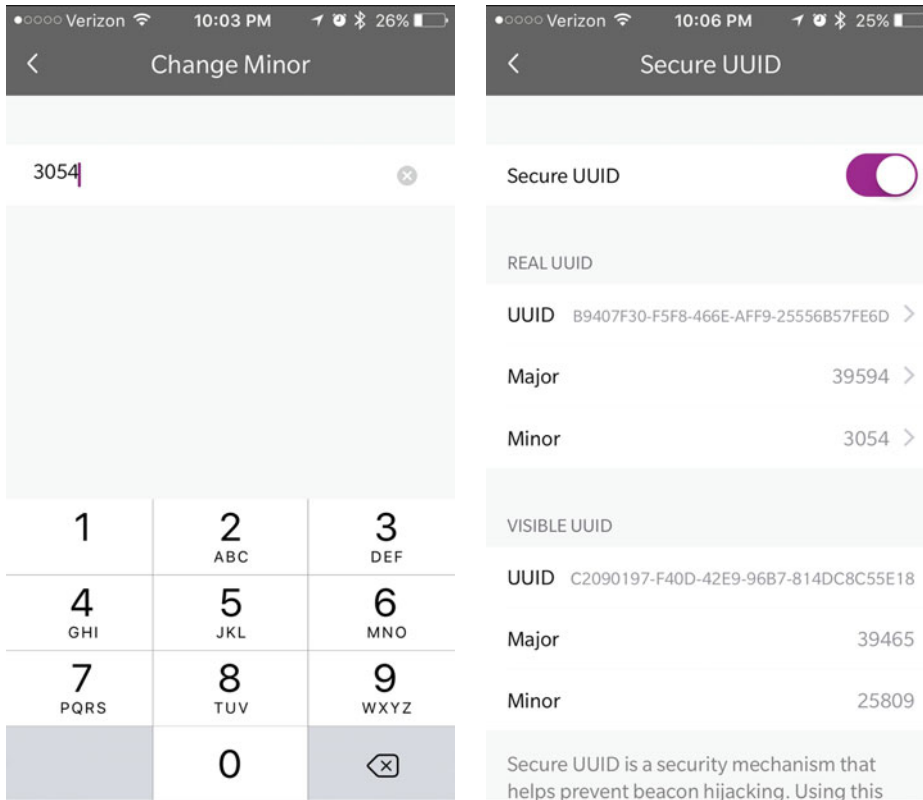 Verizon 10:03 PM 26%
Change Minor
3054
1 2 3
ABC DEF
4 5 6
GHI JKL MNO
7 8 9
PQRS TUV WXYZ
0
Verizon 10:06 PM 25%
Secure UUID
Secure UUID
REAL UUID
UUID B9407F30-F5F8-466E-AFF9-25556B57FE6D
Major 39594
Minor 3054
VISIBLE UUID
UUID C2090197-F40D-42E9-96B7-814DC8C55E18
Major 39465
Minor 25809
Secure UUID is a security mechanism that
helps prevent beacon hijacking. Using this